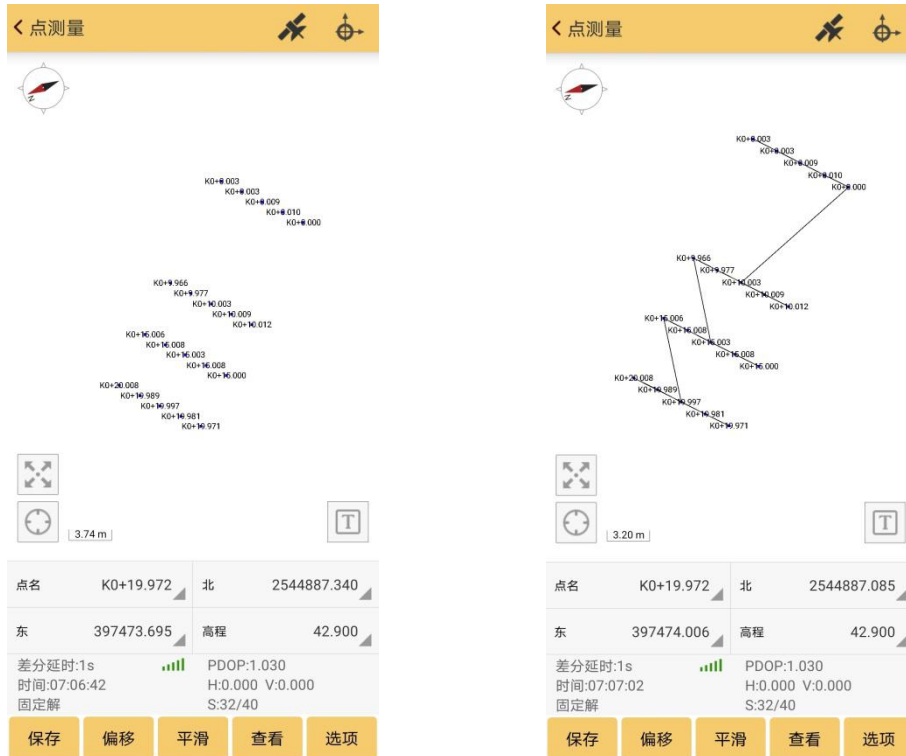 点测量
N
K0+0.003
K0+0.003
K0+0.009
K0+0.010
K0+0.000
K0+9.966
K0+9.977
K0+10.003
K0+10.009
K0+10.012
K0+15.006
K0+15.008
K0+15.003
K0+15.008
K0+15.000
K0+20.008
K0+19.989
K0+19.997
K0+19.981
K0+19.971
T
3.74 m
点名 K0+19.972 北 2544887.340
东 397473.695 高程 42.900
差分延时:1s PDOP:1.030
时间:07:06:42 H:0.000 V:0.000
固定解 S:32/40
保存 偏移 平滑 查看 选项
点测量
N
K0+0.003
K0+0.003
K0+0.009
K0+0.010
K0+0.000
K0+9.966
K0+9.977
K0+10.003
K0+10.009
K0+10.012
K0+15.006
K0+15.008
K0+15.003
K0+15.008
K0+15.000
K0+20.008
K0+19.989
K0+19.997
K0+19.981
K0+19.971
T
3.20 m
点名 K0+19.972 北 2544887.085
东 397474.006 高程 42.900
差分延时:1s PDOP:1.030
时间:07:07:02 H:0.000 V:0.000
固定解 S:32/40
保存 偏移 平滑 查看 选项